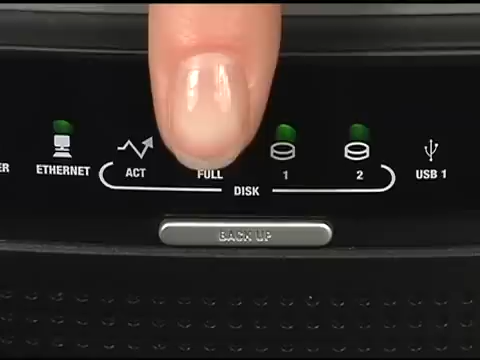 ER ETHERNET ACT FULL 1 2 USB 1
DISK
BACK UP